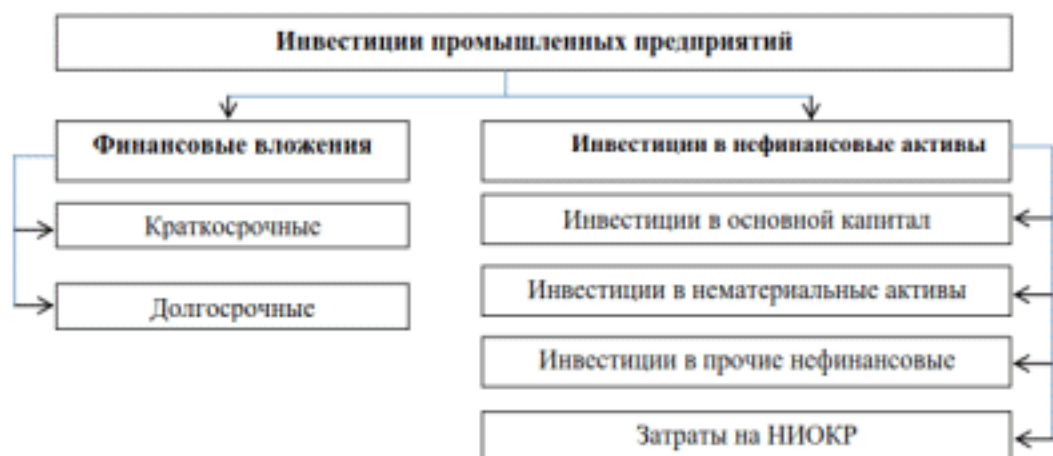 Инвестиции промышленных предприятий
Финансовые вложения
Краткосрочные
Долгосрочные
Инвестиции в нефинансовые активы
Инвестиции в основной капитал
Инвестиции в нематериальные активы
Инвестиции в прочие нефинансовые
Затраты на НИОКР